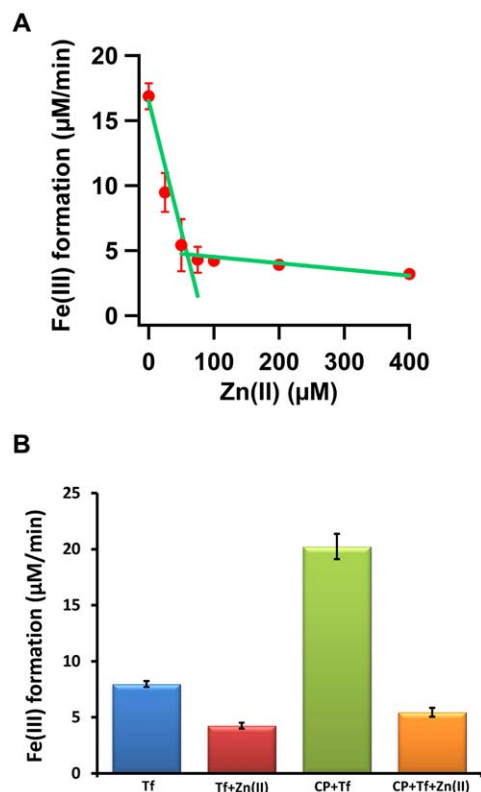 A
Fe(III) formation (µM/min)
20
15
10
5
0
0 100 200 300 400
Zn(II) (µM)
B
Fe(III) formation (µM/min)
25
20
15
10
5
0
Tf Tf+Zn(II) CP+Tf CP+Tf+Zn(II)